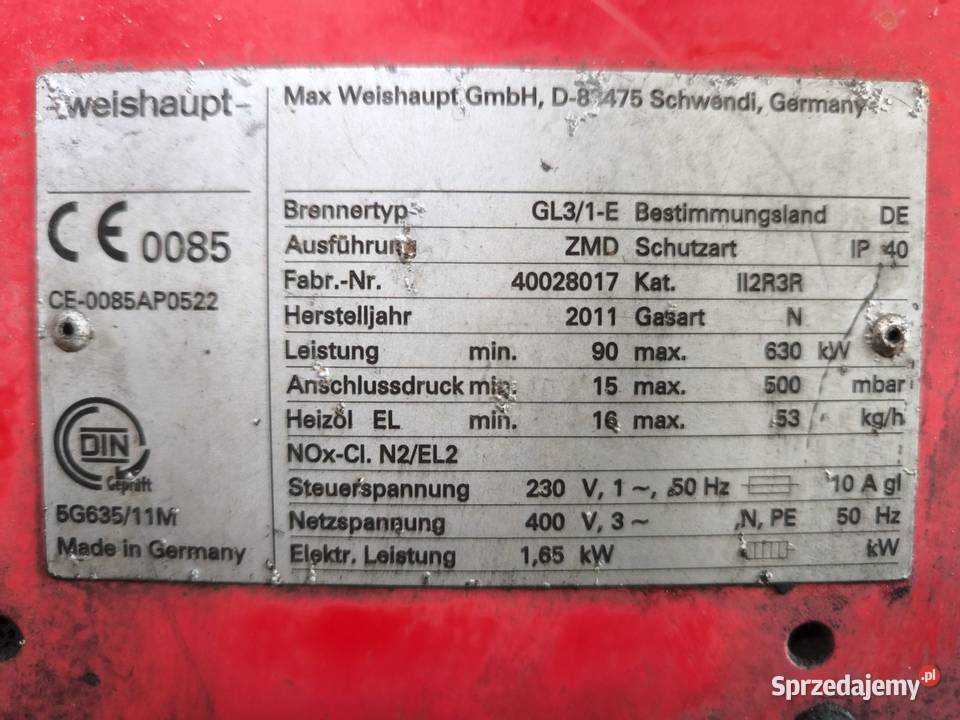 -weishaupt-
Max Weishaupt GmbH, Schwendi, Germany
CE 0085
CE-0085AP0522
DIN
Geprüft
5G635/11M
Made in Germany
Brennertyp GL3/1-E Bestimmungsland DE
Ausführung ZMD Schutzart IP 40
Fabr.-Nr. 40028017 Kat. II2R3R
Herstelljahr 2011 Gasart N
Leistung min. 90 max. 630 kW
Anschlussdruck min. 15 max. 500 mbar
Heizöl EL min. 16 max. 53 kg/h
NOx-Cl. N2/EL2
Steuerspannung 230 V, 1 ~, 50 Hz 10 A gl
Netzspannung 400 V, 3 ~ ,N, PE 50 Hz
Elektr. Leistung 1,65 kW kW
Sprzedajemy.pl